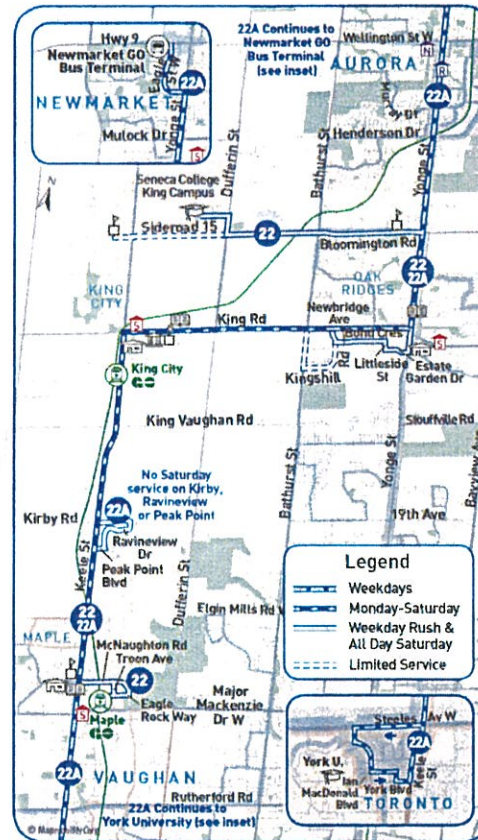 22A Continues to
Newmarket GO
Bus Terminal
(see inset)
Wellington St W
AURORA
N
R
22A
Hwy 9
Newmarket GO
Bus Terminal
Eagle
St W
22A
NEWMARKET
Yonge St
Mulock Dr
S
Dufferin St
Bathurst St
Henderson Dr
Yonge St
Seneca College
King Campus
Sideroad 15
22
Bloomington Rd
22
22A
KING
CITY
OAK
RIDGES
Newbridge
Ave
King Rd
Bond Cres
S
S
King City
Kingshill
Rd
Littleside
St
Estate
Garden Dr
King Vaughan Rd
Stouffville Rd
Bathurst St
Yonge St
Bayview Av
No Saturday
service on Kirby,
Ravineview
or Peak Point
22A
Kirby Rd
19th Ave
Keele St
Ravineview
Dr
Peak Point
Blvd
Dufferin St
Legend
Weekdays
Monday-Saturday
Weekday Rush &
All Day Saturday
Limited Service
22
22A
Elgin Mills Rd
MAPLE
McNaughton Rd
Troon Ave
22
Eagle
Rock Way
Major
Mackenzie
Dr W
S
Maple
Steeles Av W
22A
Keele St
York U.
Ian
MacDonald
Blvd
York Blvd
TORONTO
22A
VAUGHAN
Rutherford Rd
22A Continues to
York University (see inset)